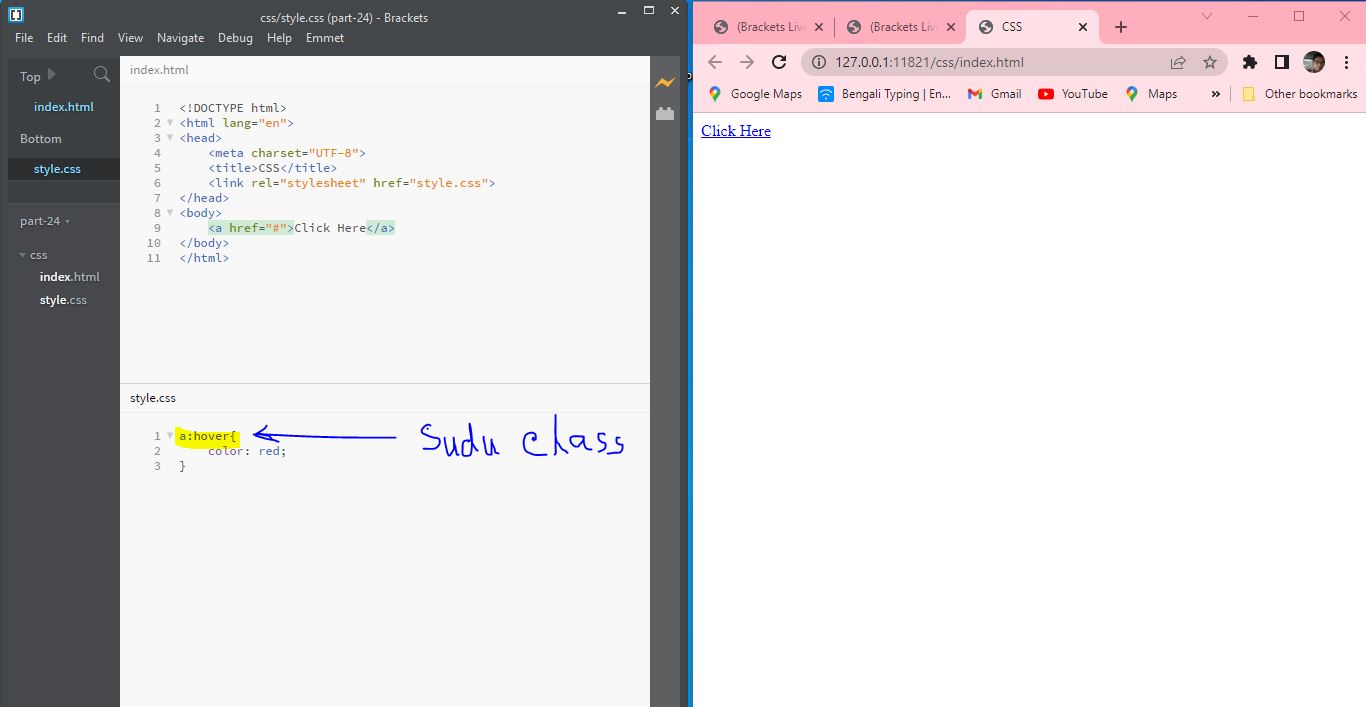 css/style.css (part-24) - Brackets
File Edit Find View Navigate Debug Help Emmet
Top
index.html
Bottom
style.css
part-24
css
index.html
style.css
index.html
1 <!DOCTYPE html>
2 <html lang="en">
3 <head>
4 <meta charset="UTF-8">
5 <title>CSS</title>
6 <link rel="stylesheet" href="style.css">
7 </head>
8 <body>
9 <a href="#">Click Here</a>
10 </body>
11 </html>
style.css
1 a:hover{
2 color: red;
3 }
Sudu class
(Brackets Liv (Brackets Liv CSS
127.0.0.1:11821/css/index.html
Google Maps Bengali Typing | En... Gmail YouTube Maps » Other bookmarks
Click Here